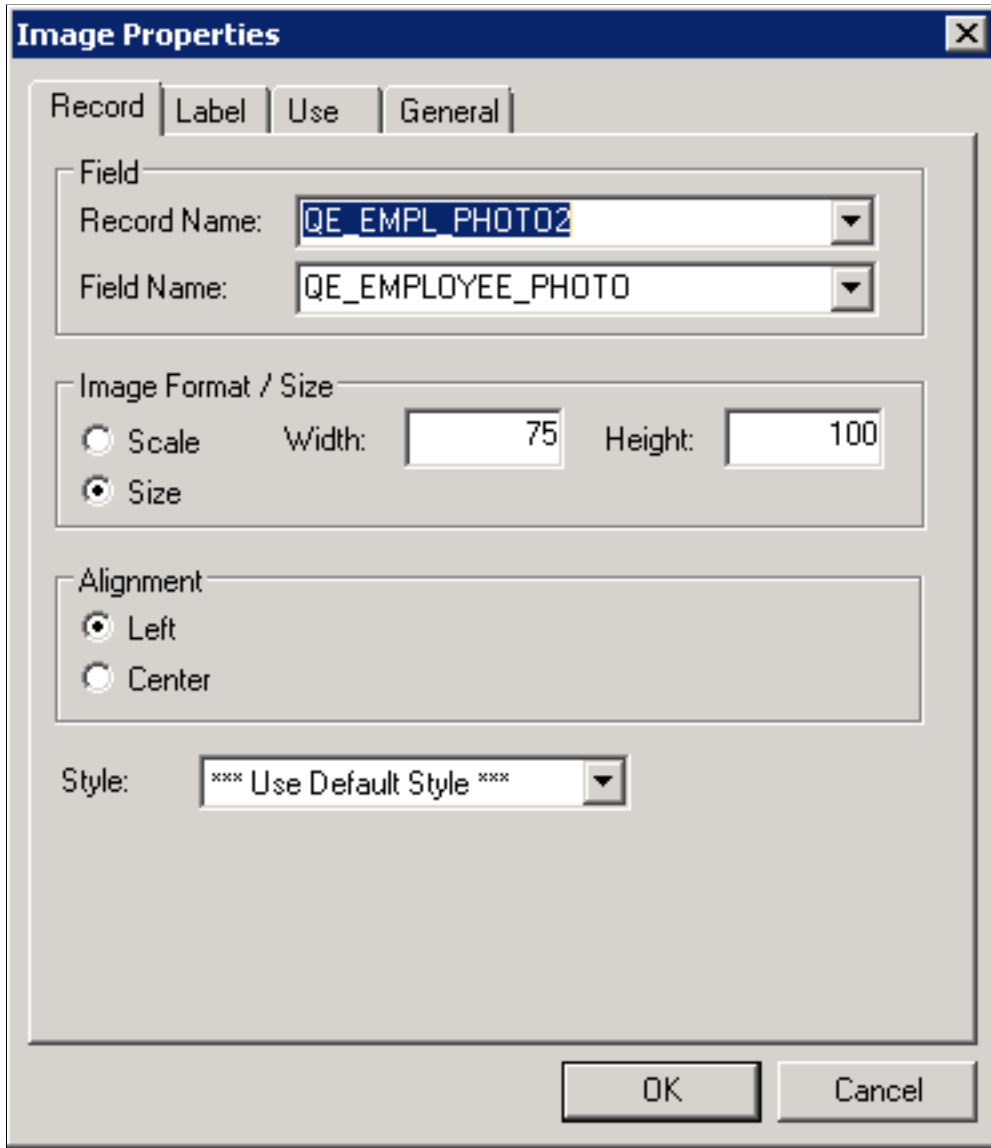 Image Properties
Record Label Use General
Field
Record Name: QE_EMPL_PHOTO2
Field Name: QE_EMPLOYEE_PHOTO
Image Format / Size
Scale Width: 75 Height: 100
Size
Alignment
Left
Center
Style: *** Use Default Style ***
OK Cancel